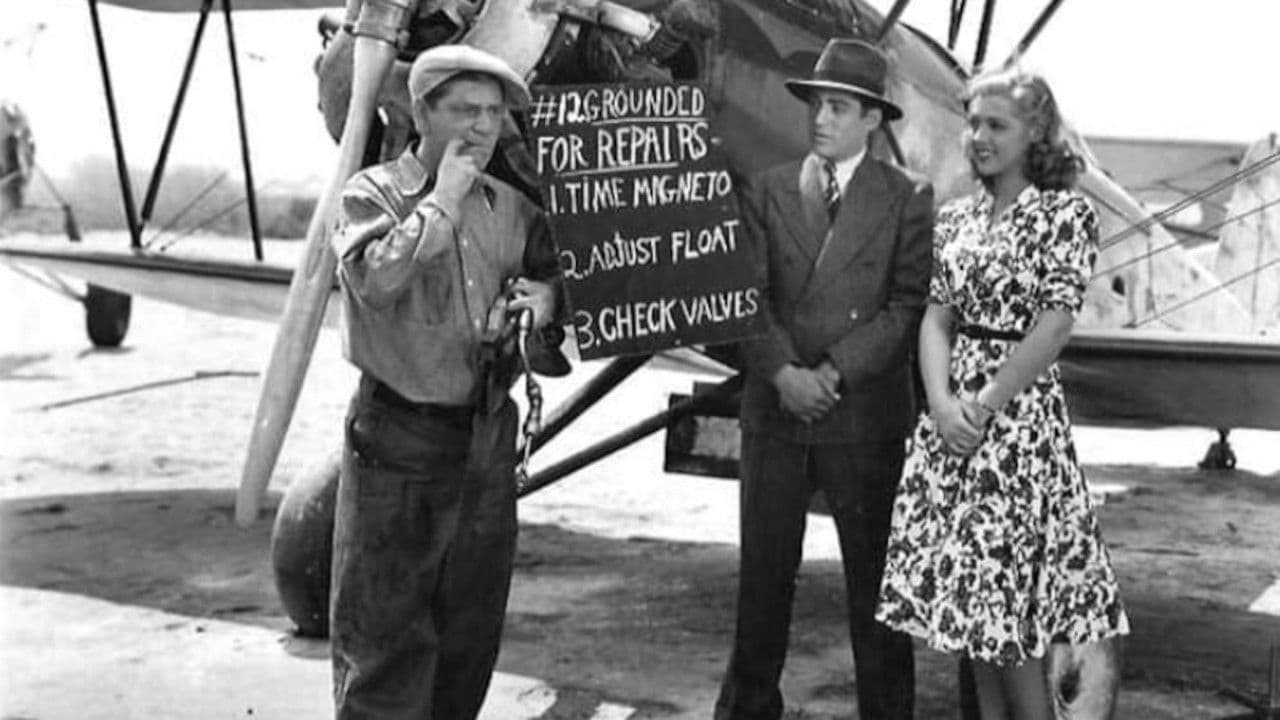 #12 GROUNDED
FOR REPAIRS-
1. TIME MAGNETO
2. ADJUST FLOAT
3. CHECK VALVES